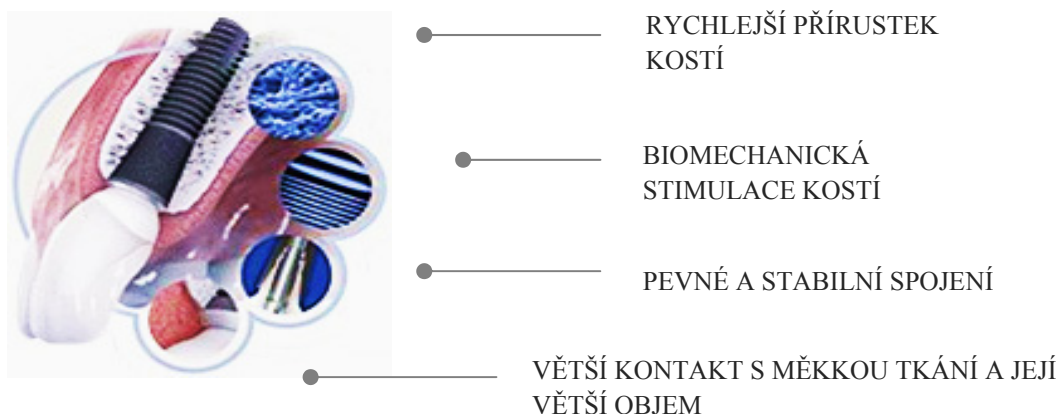 RYCHLEJŠÍ PŘÍRUSTEK
KOSTÍ
BIOMECHANICKÁ
STIMULACE KOSTÍ
PEVNÉ A STABILNÍ SPOJENÍ
VĚTŠÍ KONTAKT S MĚKKOU TKÁNÍ A JEJÍ
VĚTŠÍ OBJEM